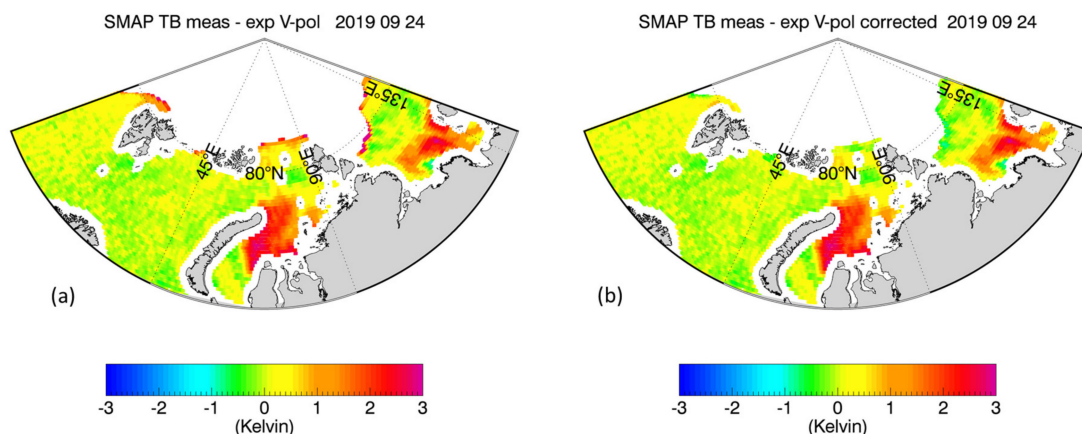 SMAP TB meas - exp V-pol   2019 09 24
135°E
45°E
80°N
90°E
(a)
-3 -2 -1 0 1 2 3
(Kelvin)
SMAP TB meas - exp V-pol corrected  2019 09 24
135°E
45°E
80°N
90°E
(b)
-3 -2 -1 0 1 2 3
(Kelvin)